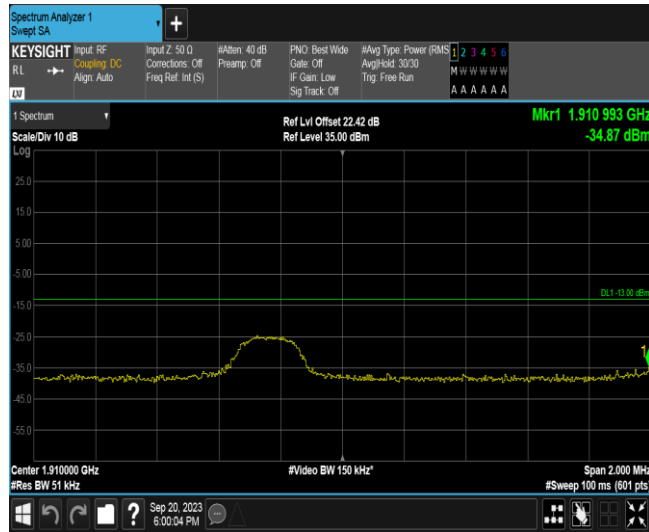 Spectrum Analyzer 1
Swept SA
KEYSIGHT
RL
LXI
Input: RF
Coupling: DC
Align: Auto
Input Z: 50 Ω
Corrections: Off
Freq Ref: Int (S)
#Atten: 40 dB
Preamp: Off
PNO: Best Wide
Gate: Off
IF Gain: Low
Sig Track: Off
#Avg Type: Power (RMS
Avg|Hold: 30/30
Trig: Free Run
1 2 3 4 5 6
M W W W W W
A A A A A A
1 Spectrum
Scale/Div 10 dB
Log
Ref Lvl Offset 22.42 dB
Ref Level 35.00 dBm
Mkr1 1.910 993 GHz
-34.87 dBm
25.0
15.0
5.00
-5.00
DL1 -13.00 dBm
-15.0
-25.0
1
-35.0
-45.0
-55.0
Center 1.910000 GHz
#Res BW 51 kHz
#Video BW 150 kHz*
Span 2.000 MHz
#Sweep 100 ms (601 pts)
?
Sep 20, 2023
6:00:04 PM